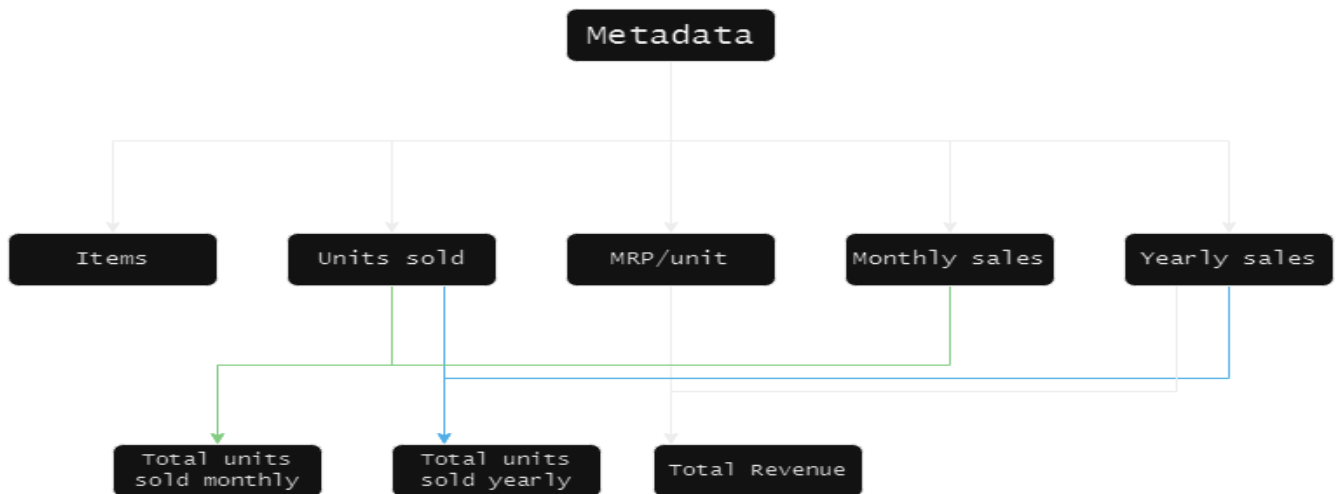 Metadata
Items
Units sold
MRP/unit
Monthly sales
Yearly sales
Total units
sold monthly
Total units
sold yearly
Total Revenue